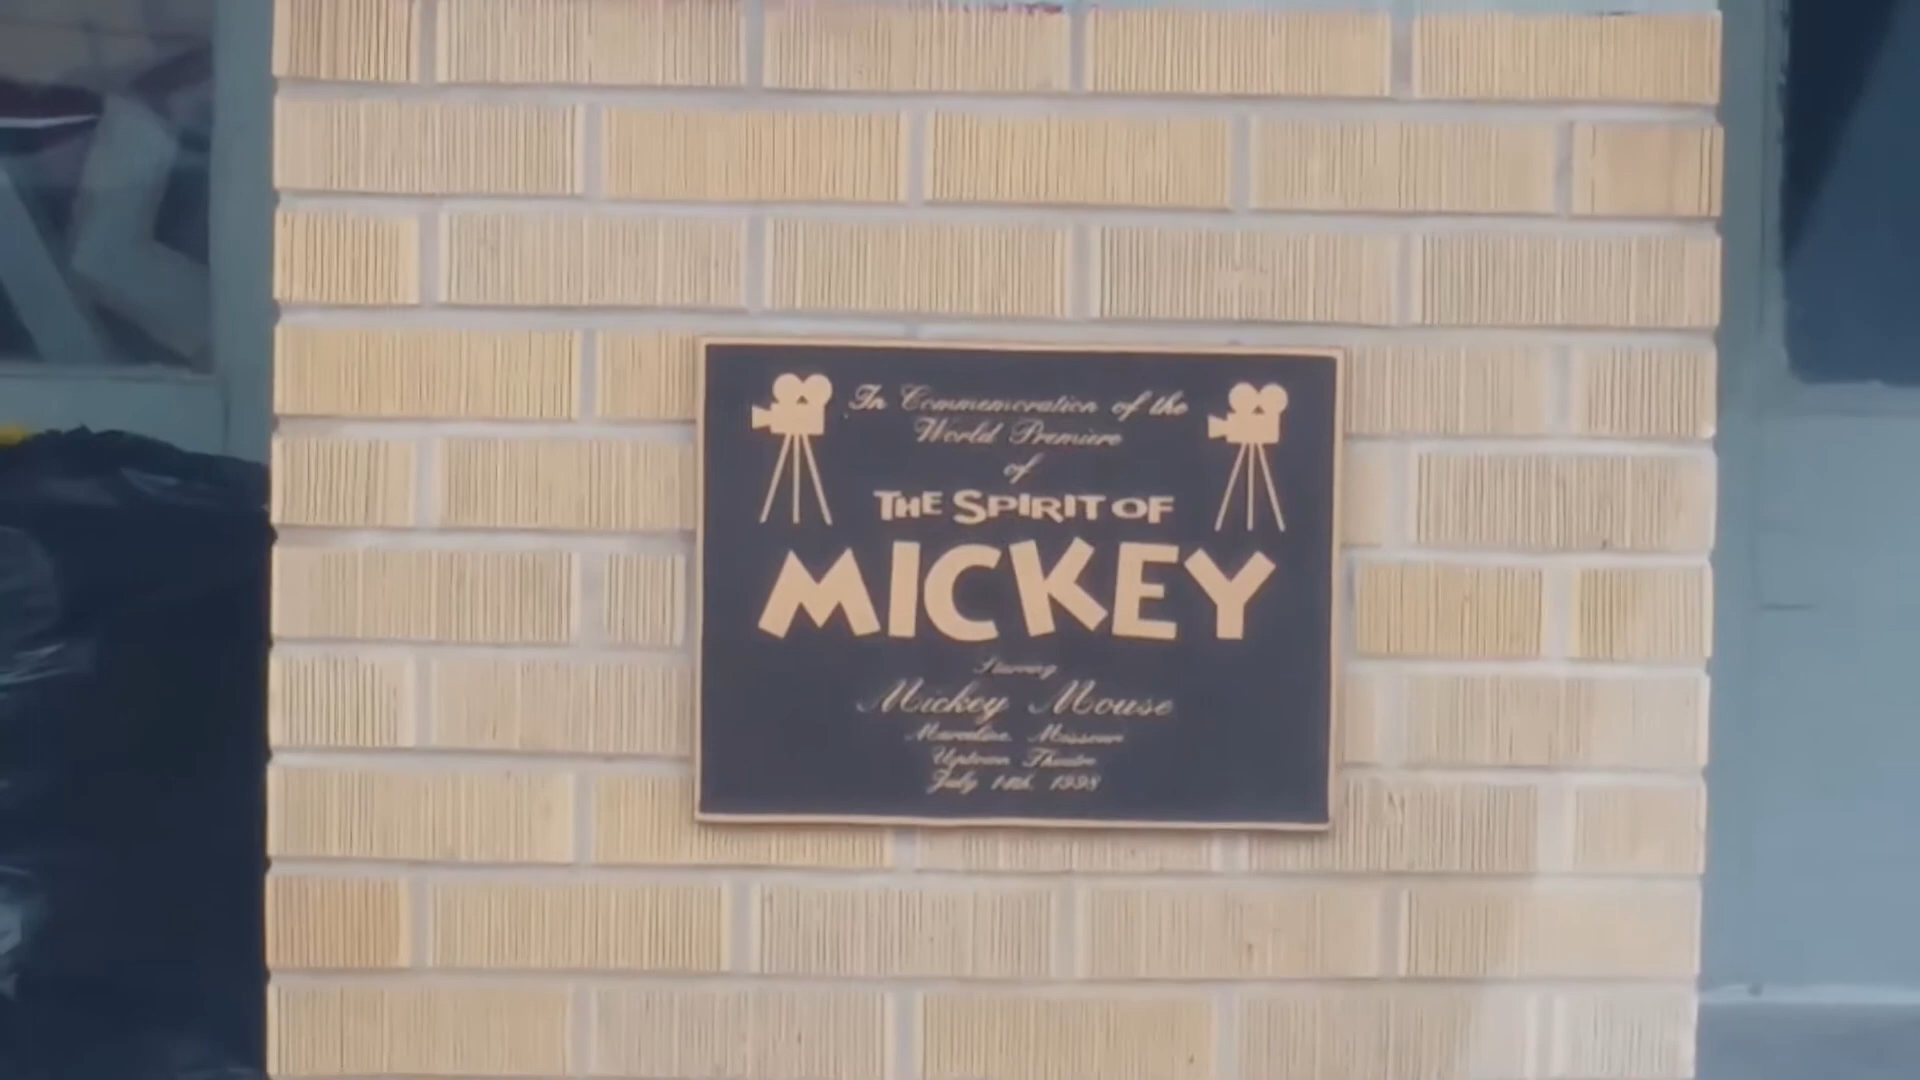 In Commemoration of the
World Premiere
of
THE SPIRIT OF
MICKEY
Starring
Mickey Mouse
Marceline, Missouri
Uptown Theatre
July 14th, 1998